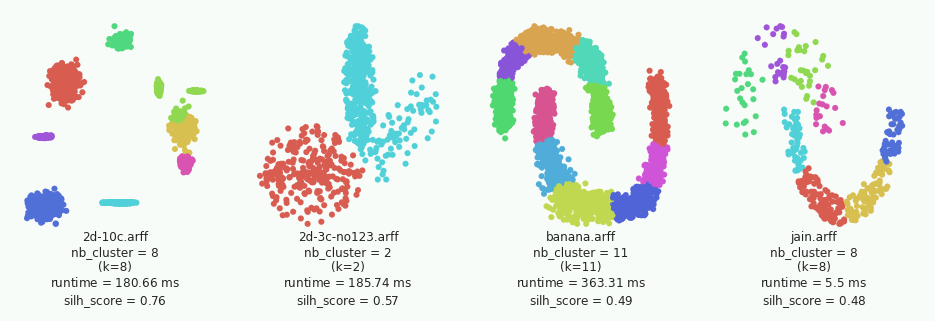 2d-10c.arff
nb_cluster = 8
(k=8)
runtime = 180.66 ms
silh_score = 0.76
2d-3c-no123.arff
nb_cluster = 2
(k=2)
runtime = 185.74 ms
silh_score = 0.57
banana.arff
nb_cluster = 11
(k=11)
runtime = 363.31 ms
silh_score = 0.49
jain.arff
nb_cluster = 8
(k=8)
runtime = 5.5 ms
silh_score = 0.48